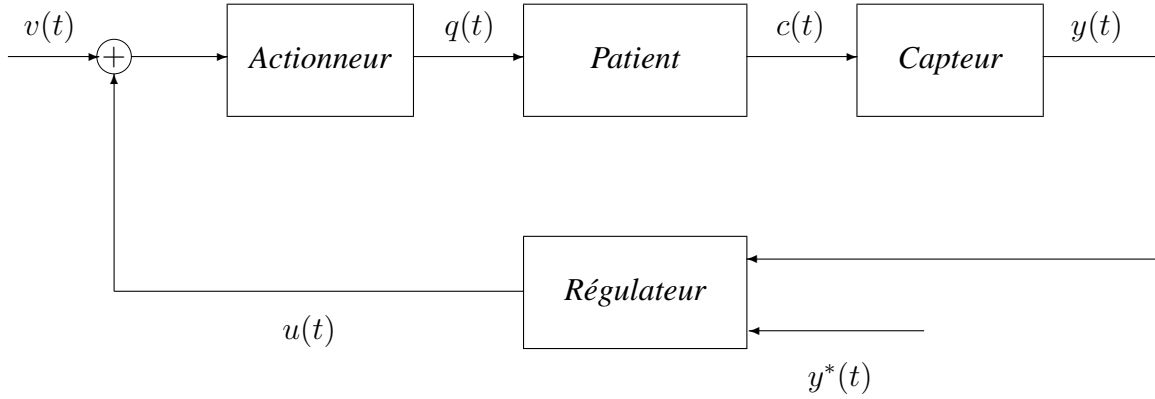 v(t)
+
Actionneur
q(t)
Patient
c(t)
Capteur
y(t)
Régulateur
u(t)
y*(t)